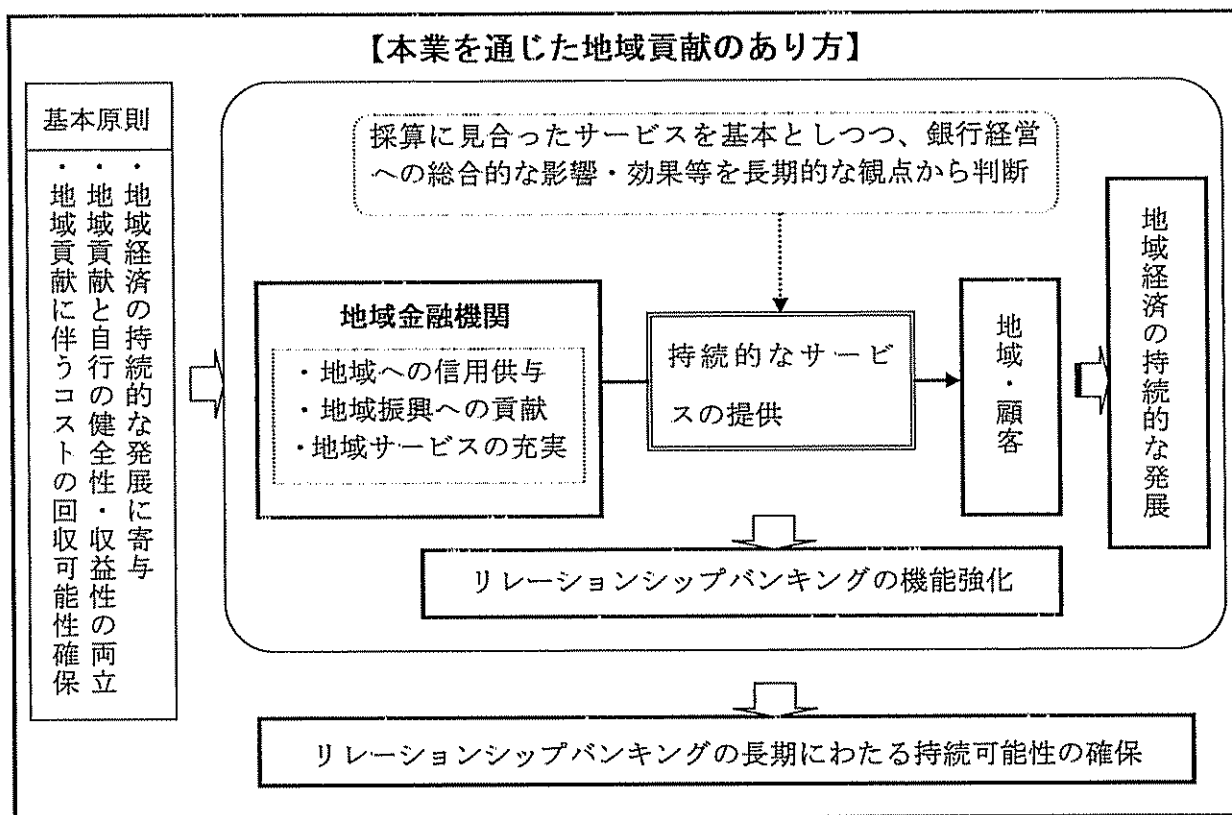 【本業を通じた地域貢献のあり方】
基本原則
・地域経済の持続的な発展に寄与
・地域貢献と自行の健全性・収益性の両立
・地域貢献に伴うコストの回収可能性確保
採算に見合ったサービスを基本としつつ、銀行経営
への総合的な影響・効果等を長期的な観点から判断
地域金融機関
・地域への信用供与
・地域振興への貢献
・地域サービスの充実
持続的なサービ
スの提供
地域・顧客
地域経済の持続的な発展
リレーションシップバンキングの機能強化
リレーションシップバンキングの長期にわたる持続可能性の確保